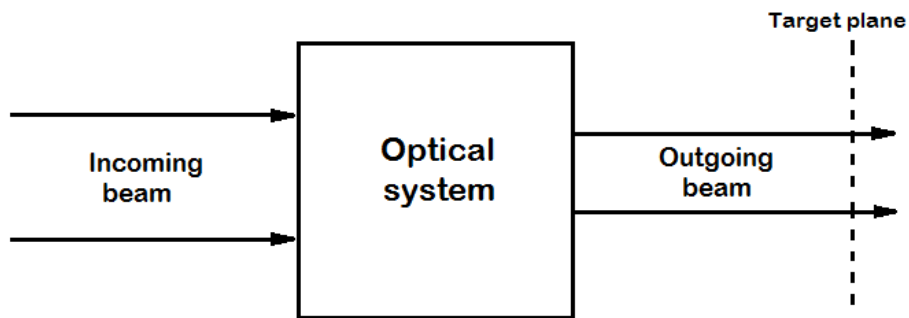 Target plane
Incoming
beam
Optical
system
Outgoing
beam